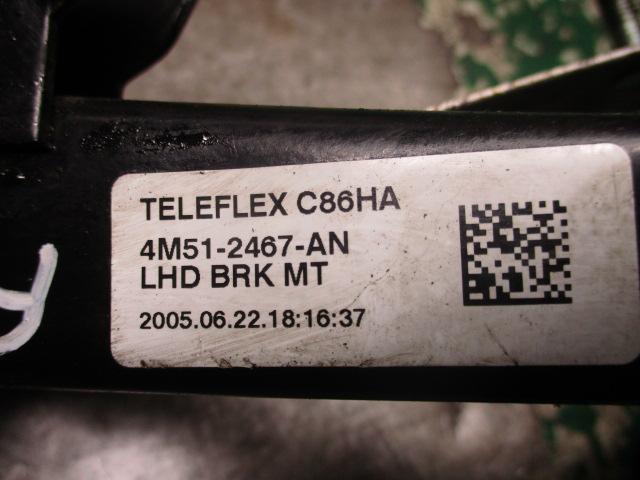 TELEFLEX C86HA
4M51-2467-AN
LHD BRK MT
2005.06.22.18:16:37